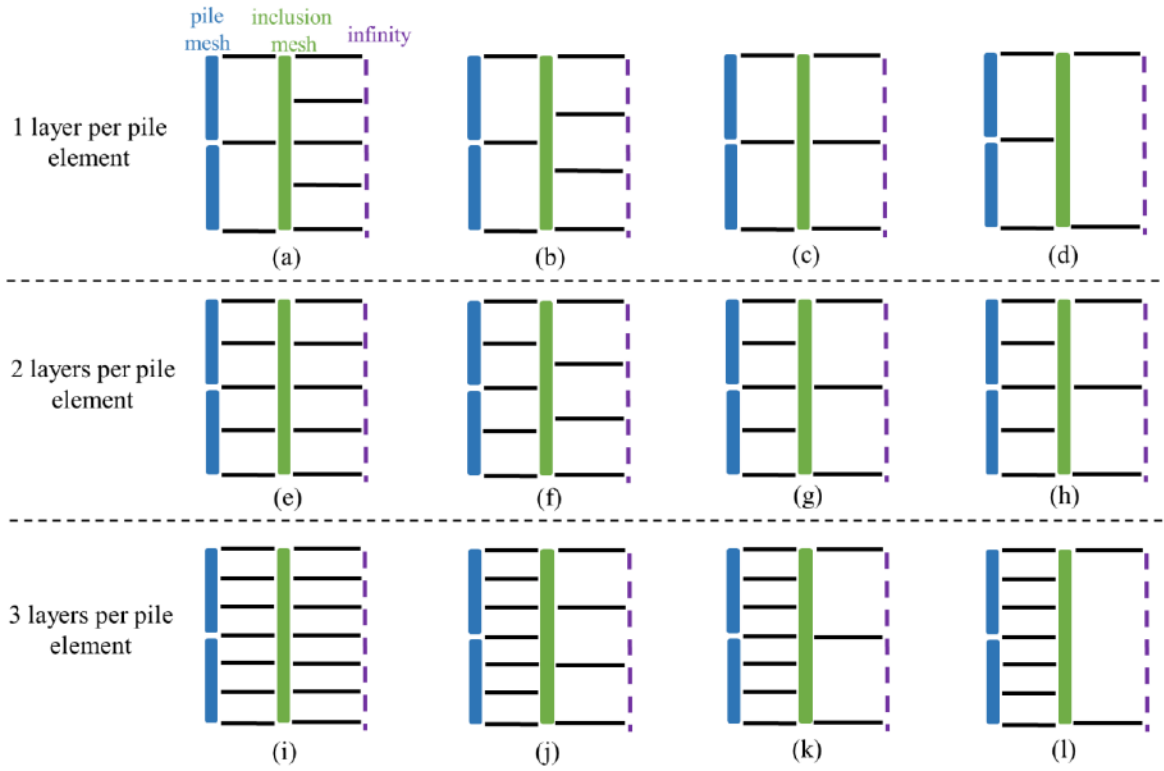 pile inclusion infinity
mesh mesh
1 layer per pile
element
(a) (b) (c) (d)
2 layers per pile
element
(e) (f) (g) (h)
3 layers per pile
element
(i) (j) (k) (l)